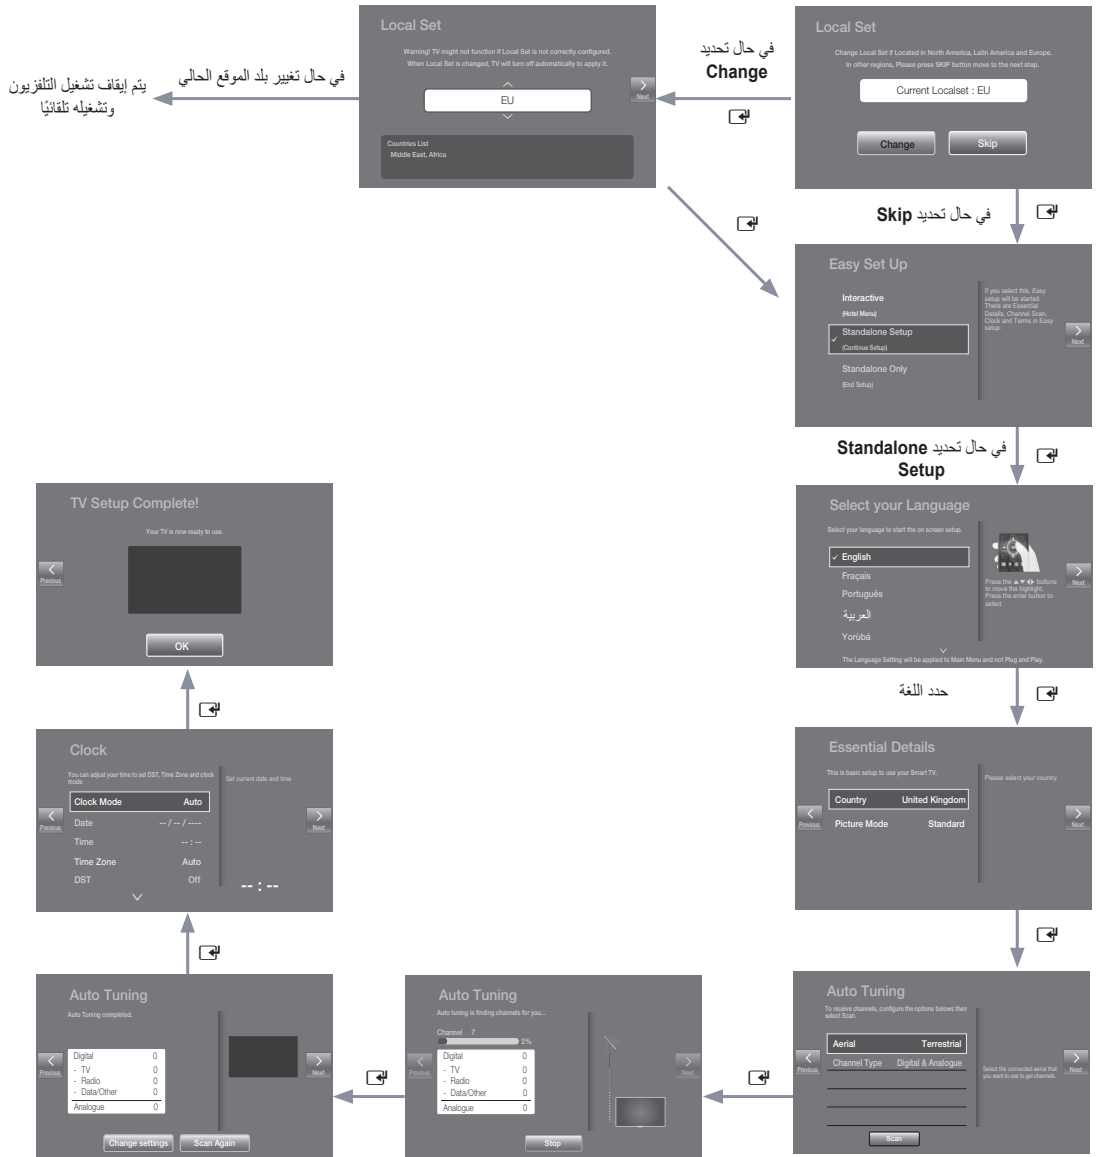 Local Set
Change Local Set if Located in North America, Latin America and Europe.
In other regions, Please press SKIP button move to the next step.
Current Localset : EU
Change
Skip
في حال تحديد
Change
Local Set
Warning! TV might not function if Local Set is not correctly configured.
When Local Set is changed, TV will turn off automatically to apply it.
EU
Next
Countries List
Middle East, Africa
في حال تغيير بلد الموقع الحالي
يتم إيقاف تشغيل التلفزيون
وتشغيله تلقائيًا
في حال تحديد Skip
Easy Set Up
Interactive
(Hotel Menu)
Standalone Setup
(Continue Setup)
Standalone Only
(End Setup)
If you select this, Easy
setup will be started.
There are Essential
Details, Channel Scan,
Clock and Terms in Easy
setup.
Next
في حال تحديد Standalone
Setup
Select your Language
Select your language to start the on screen setup.
English
Fraçais
Português
العربية
Yorùbá
The Language Setting will be applied to Main Menu and not Plug and Play.
Press the ▲▼◀▶ buttons
to move the highlight.
Press the enter button to
select.
Next
حدد اللغة
Essential Details
This is basic setup to use your Smart TV.
Country United Kingdom
Picture Mode Standard
Please select your country.
Previous
Next
Auto Tuning
To receive channels, configure the options belows then
select Scan.
Aerial Terrestrial
Channel Type Digital & Analogue
Scan
Select the connected aerial that
you want to use to get channels.
Previous
Next
Auto Tuning
Auto tuning is finding channels for you...
Channel 7
2%
Digital 0
- TV 0
- Radio 0
- Data/Other 0
Analogue 0
Stop
Previous
Next
Auto Tuning
Auto Tuning completed.
Digital 0
- TV 0
- Radio 0
- Data/Other 0
Analogue 0
Change settings
Scan Again
Previous
Next
Clock
You can adjust your time to set DST, Time Zone and clock
mode
Clock Mode Auto
Date -- / -- / ----
Time -- : --
Time Zone Auto
DST Off
Set current date and time
-- : --
Previous
Next
TV Setup Complete!
Your TV is now ready to use.
OK
Previous